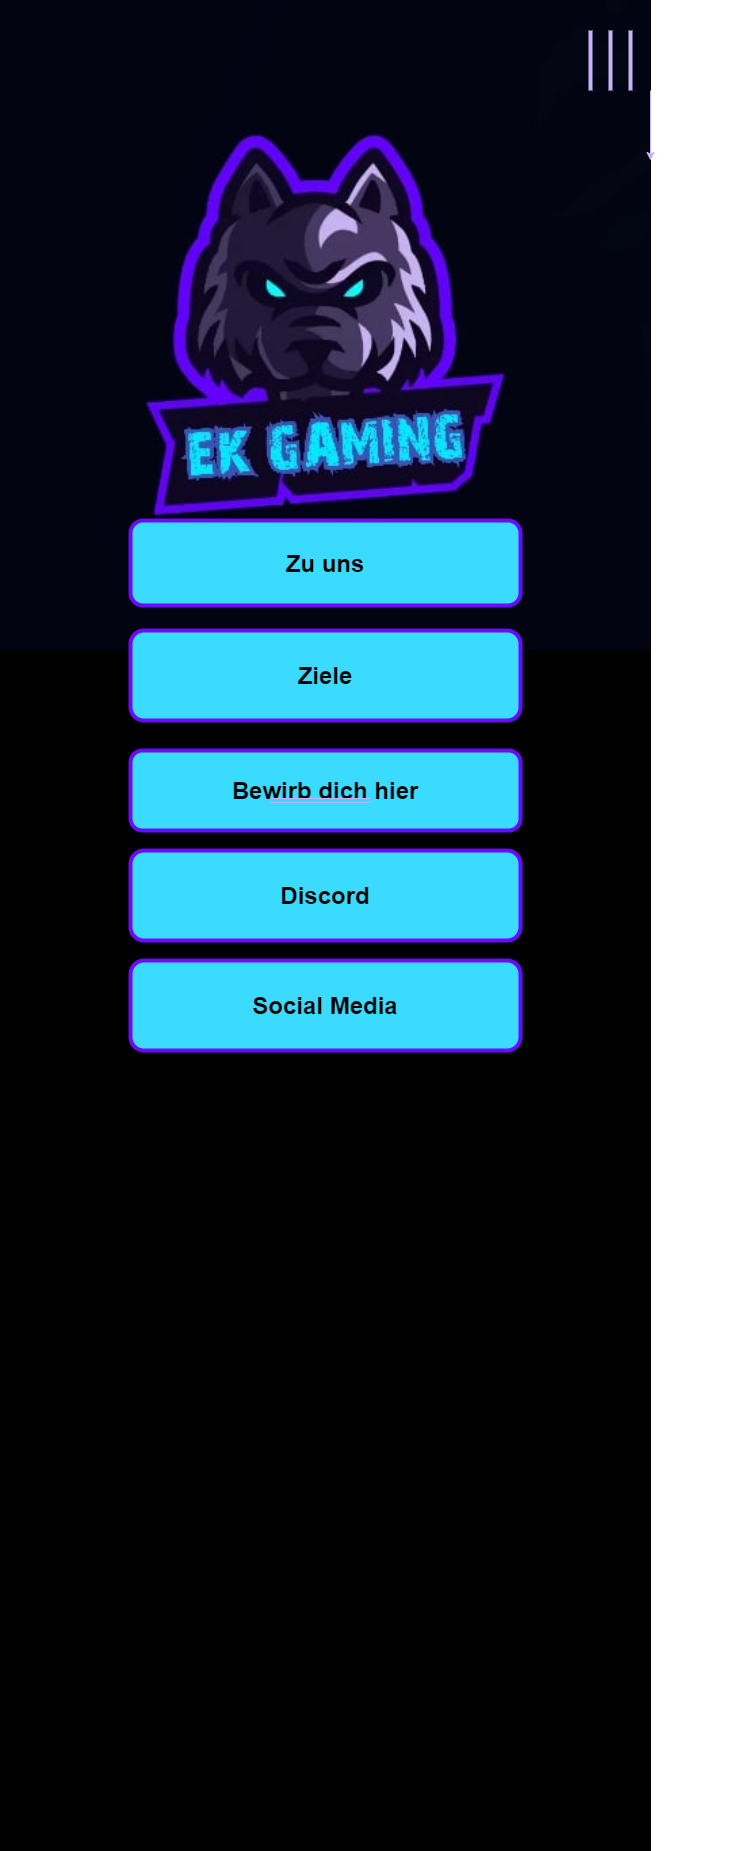 EK GAMING
Zu uns
Ziele
Bewirb dich hier
Discord
Social Media